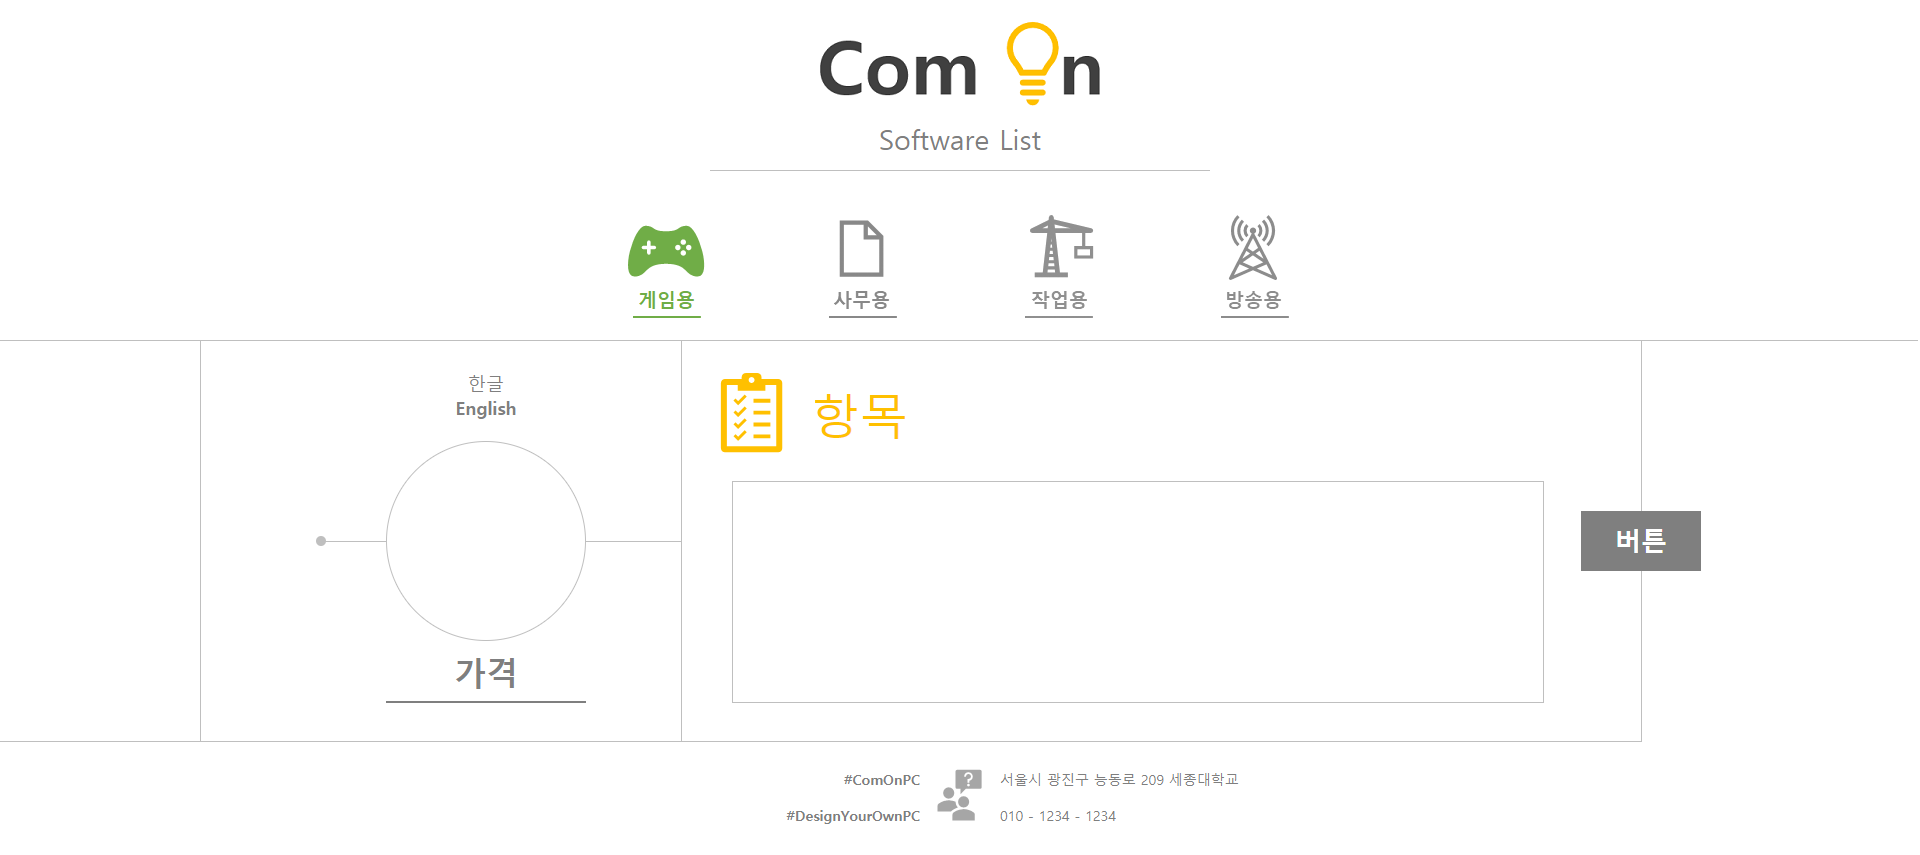 Com On
Software List
게임용
사무용
작업용
방송용
한글
English
항목
버튼
가격
#ComOnPC
서울시 광진구 능동로 209 세종대학교
#DesignYourOwnPC
010 - 1234 - 1234